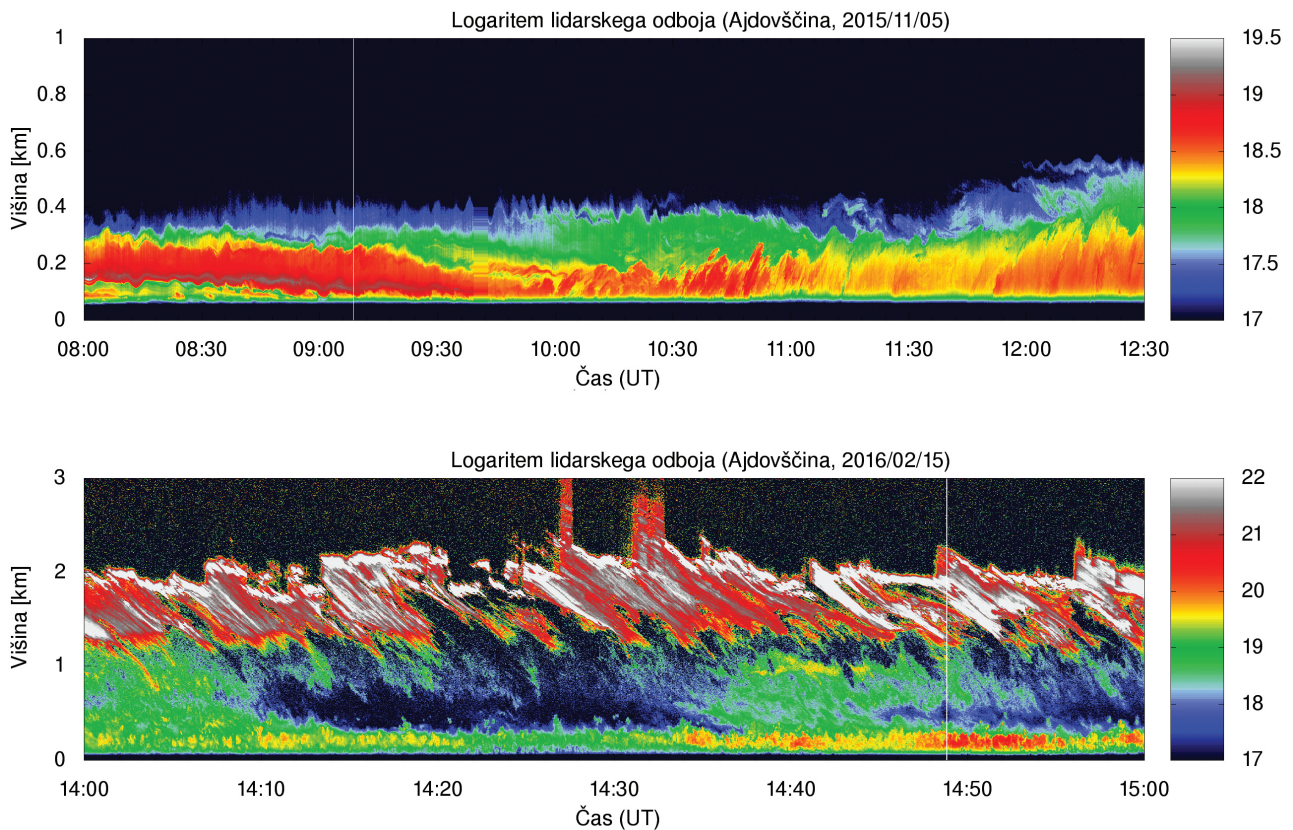 Logaritem lidarskega odboja (Ajdovščina, 2015/11/05)
1
0.8
0.6
0.4
0.2
0
Višina [km]
08:00 08:30 09:00 09:30 10:00 10:30 11:00 11:30 12:00 12:30
Čas (UT)
19.5
19
18.5
18
17.5
17
Logaritem lidarskega odboja (Ajdovščina, 2016/02/15)
3
2
1
0
Višina [km]
14:00 14:10 14:20 14:30 14:40 14:50 15:00
Čas (UT)
22
21
20
19
18
17